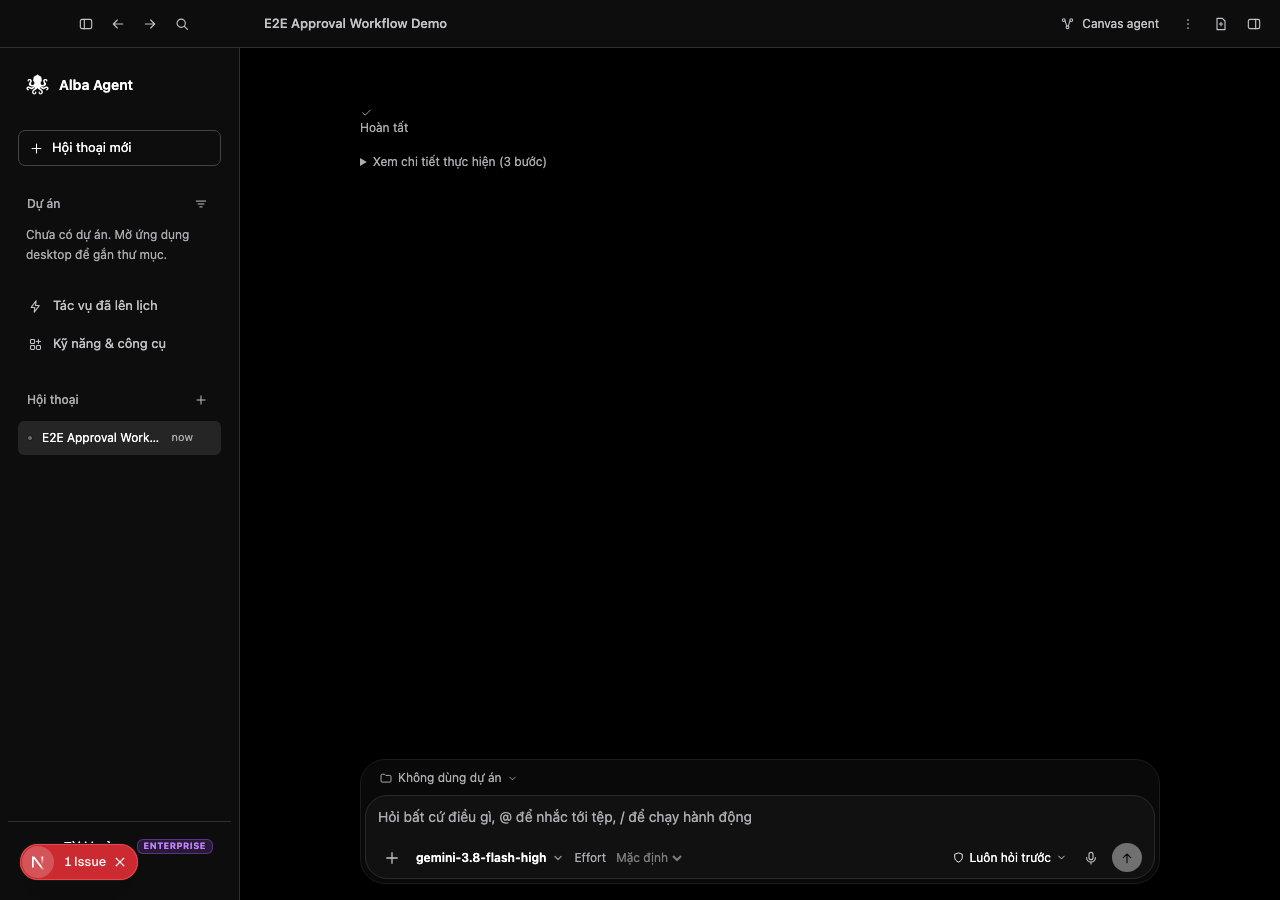 E2E Approval Workflow Demo
Canvas agent
Alba Agent
Hội thoại mới
Dự án
Chưa có dự án. Mở ứng dụng
desktop để gắn thư mục.
Tác vụ đã lên lịch
Kỹ năng & công cụ
Hội thoại
E2E Approval Work... now
Hoàn tất
Xem chi tiết thực hiện (3 bước)
Không dùng dự án
Hỏi bất cứ điều gì, @ để nhắc tới tệp, / để chạy hành động
gemini-3.8-flash-high Effort Mặc định
Luôn hỏi trước
ENTERPRISE
N 1 Issue